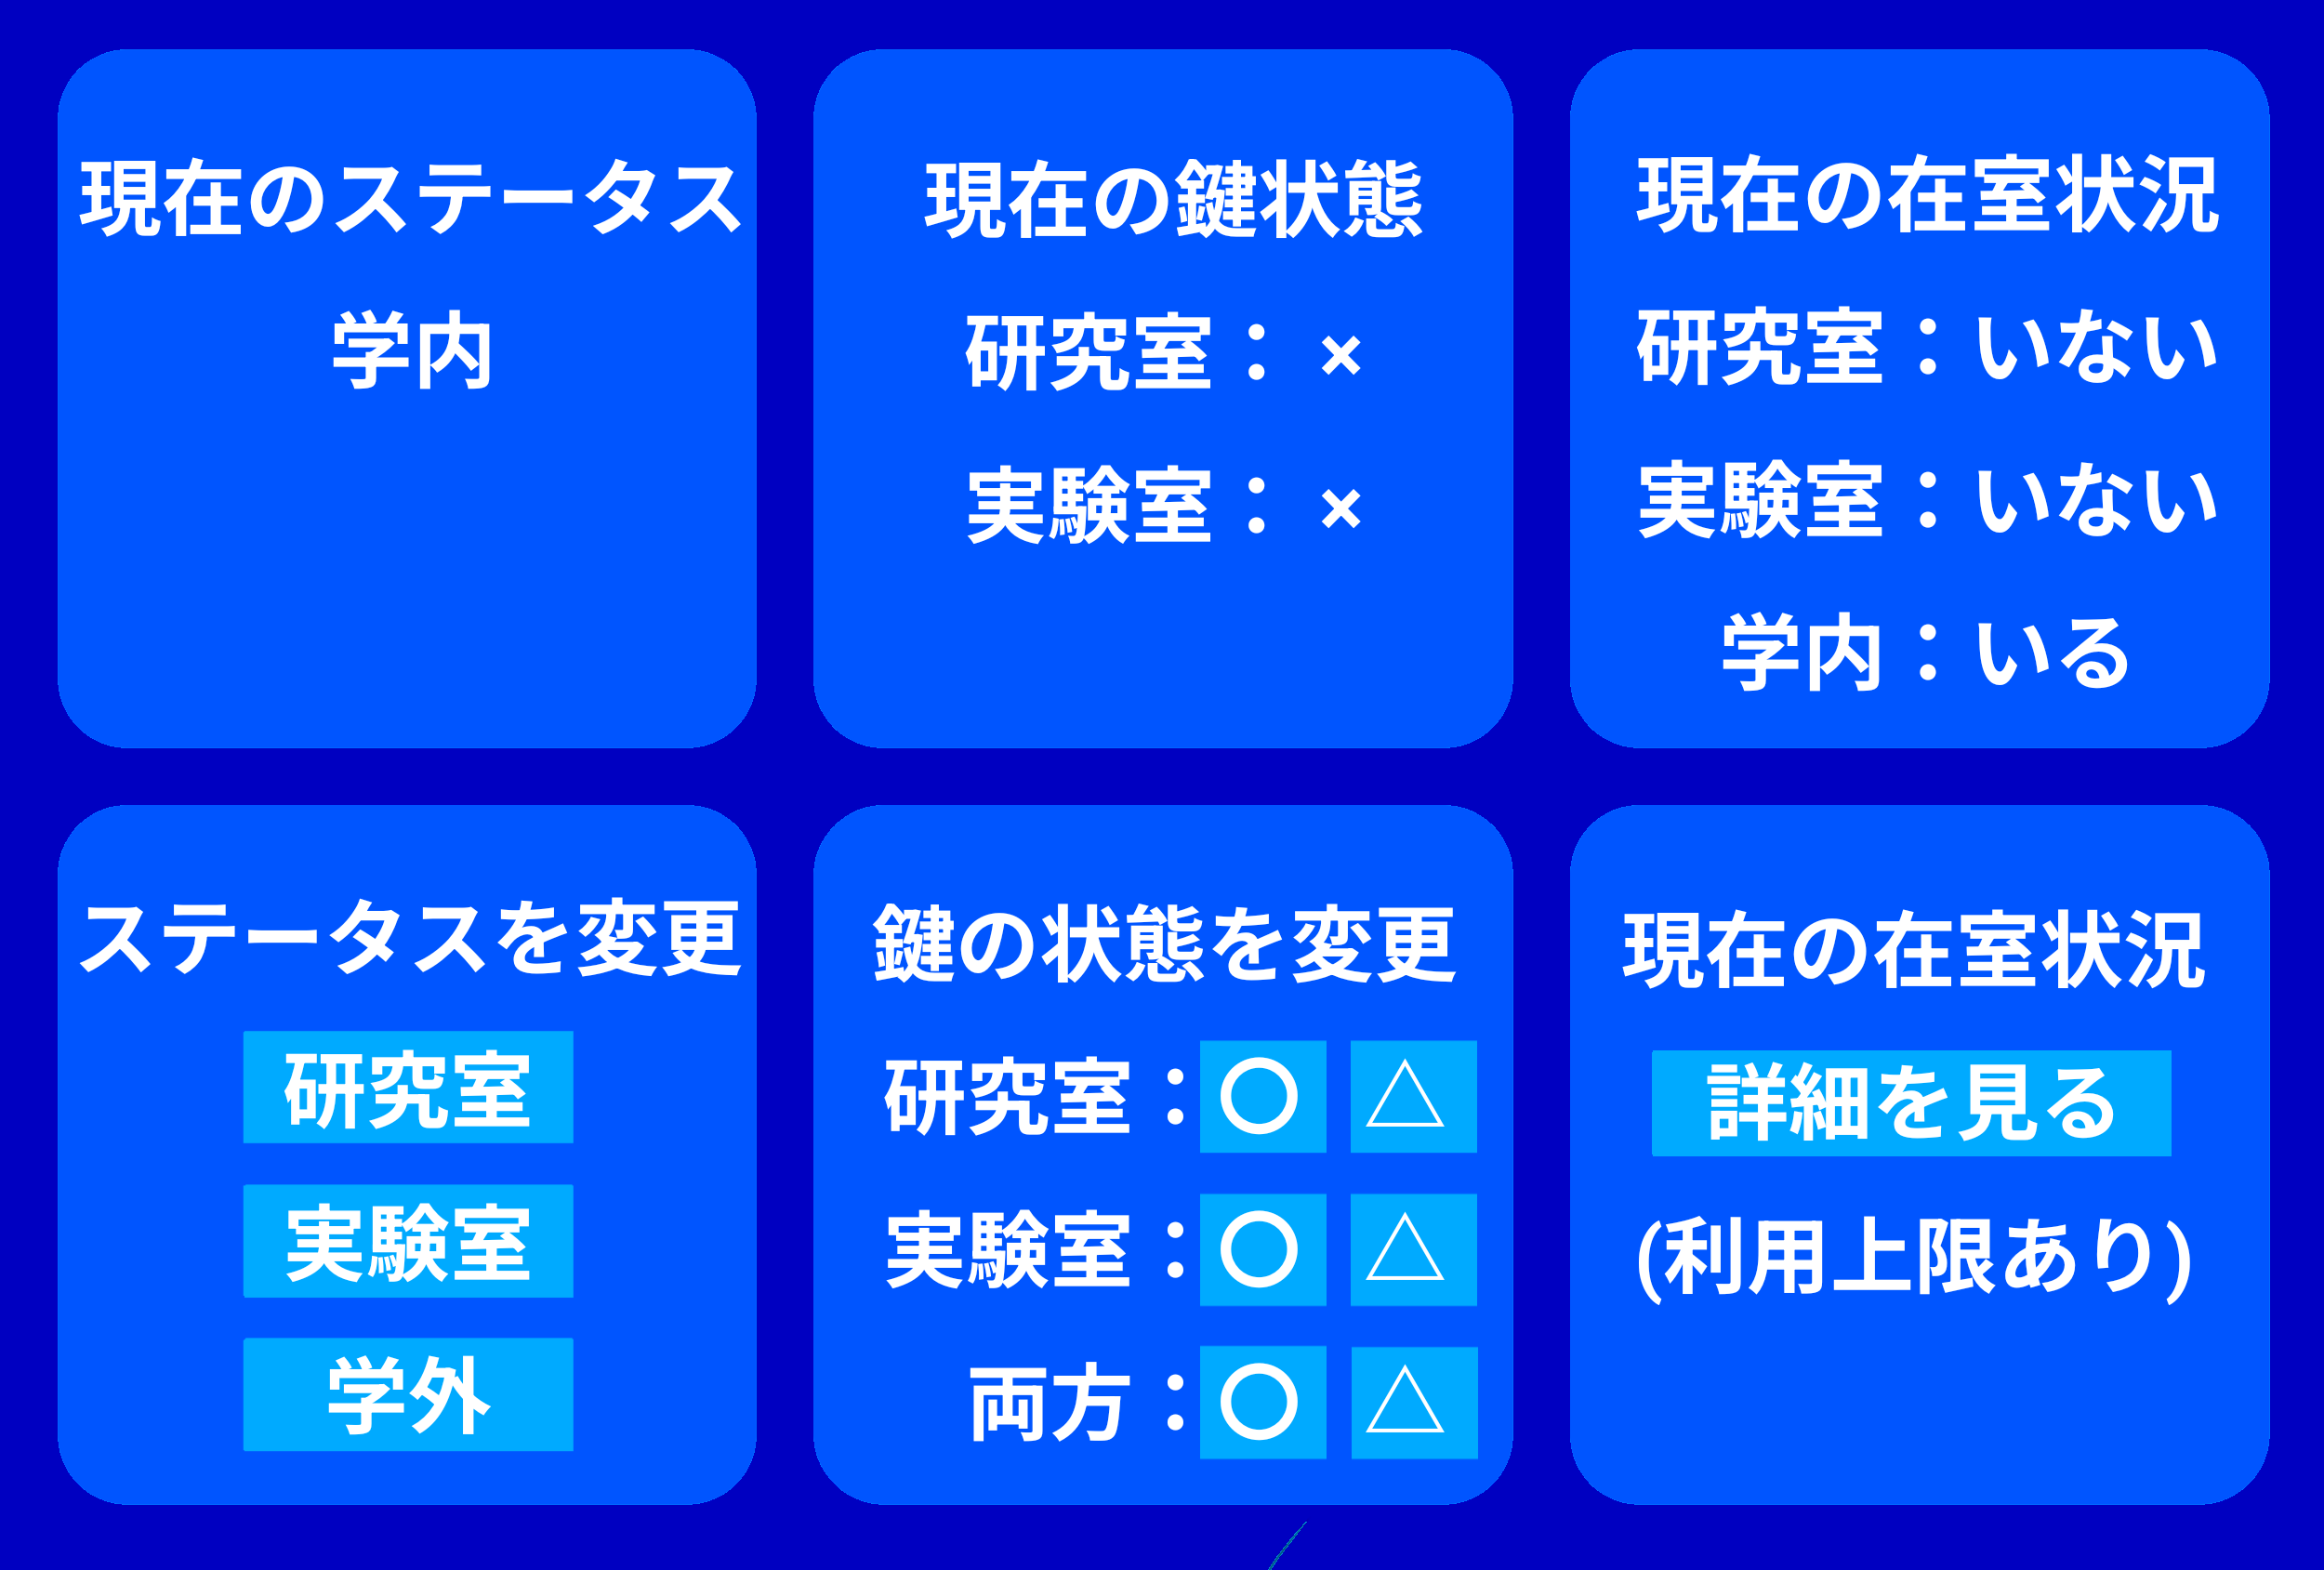 現在のステータス
学内
現在の鍵状態
研究室：×
実験室：×
現在の在室状況
研究室：いない
実験室：いない
学内：いる
ステータスを変更
研究室
実験室
学外
鍵の状態を変更
研究室：○ △
実験室：○ △
両方：○ △
現在の在室状況
詳細を見る
(利用上限あり)